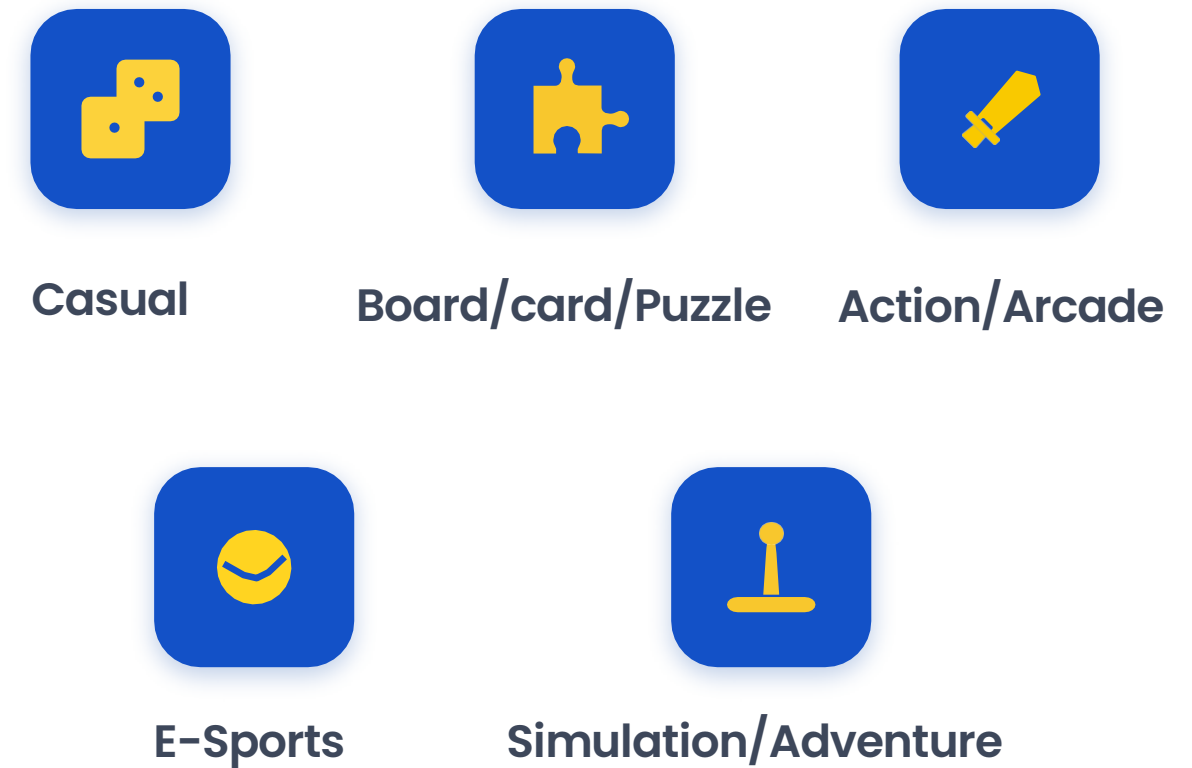 Casual
Board/card/Puzzle
Action/Arcade
E-Sports
Simulation/Adventure